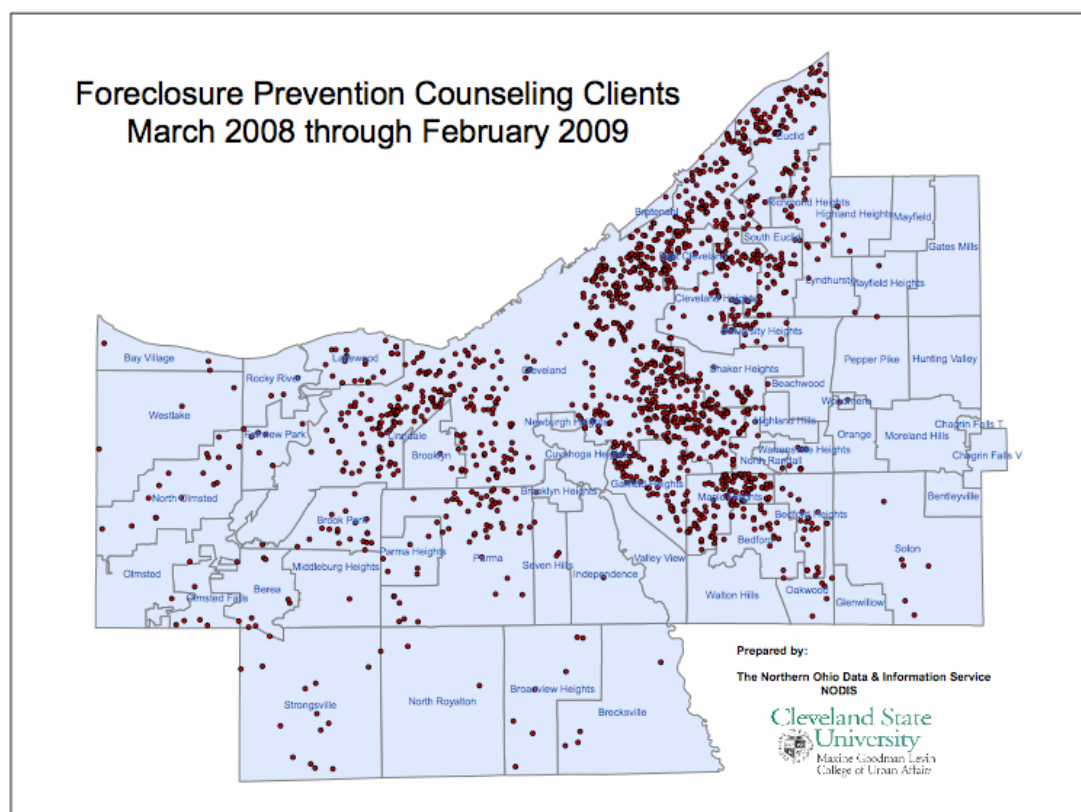 Foreclosure Prevention Counseling Clients
March 2008 through February 2009
Euclid
Bratenahl
Richmond Heights
Highland Heights
Mayfield
South Euclid
Gates Mills
East Cleveland
Lyndhurst
Mayfield Heights
Cleveland Heights
University Heights
Bay Village
Lakewood
Rocky River
Cleveland
Shaker Heights
Pepper Pike
Hunting Valley
Beachwood
Westlake
Woodmere
Fairview Park
Linndale
Newburgh Heights
Highland Hills
Orange
Moreland Hills
Chagrin Falls T
Brooklyn
Cuyahoga Heights
Warrensville Heights
North Randall
Chagrin Falls V
Garfield Heights
North Olmsted
Brooklyn Heights
Maple Heights
Bentleyville
Brook Park
Bedford Heights
Parma Heights
Parma
Bedford
Solon
Olmsted
Middleburg Heights
Seven Hills
Independence
Valley View
Olmsted Falls
Berea
Walton Hills
Oakwood
Glenwillow
Strongsville
North Royalton
Broadview Heights
Brecksville
Prepared by:
The Northern Ohio Data & Information Service
NODIS
Cleveland State
University
Maxine Goodman Levin
College of Urban Affairs